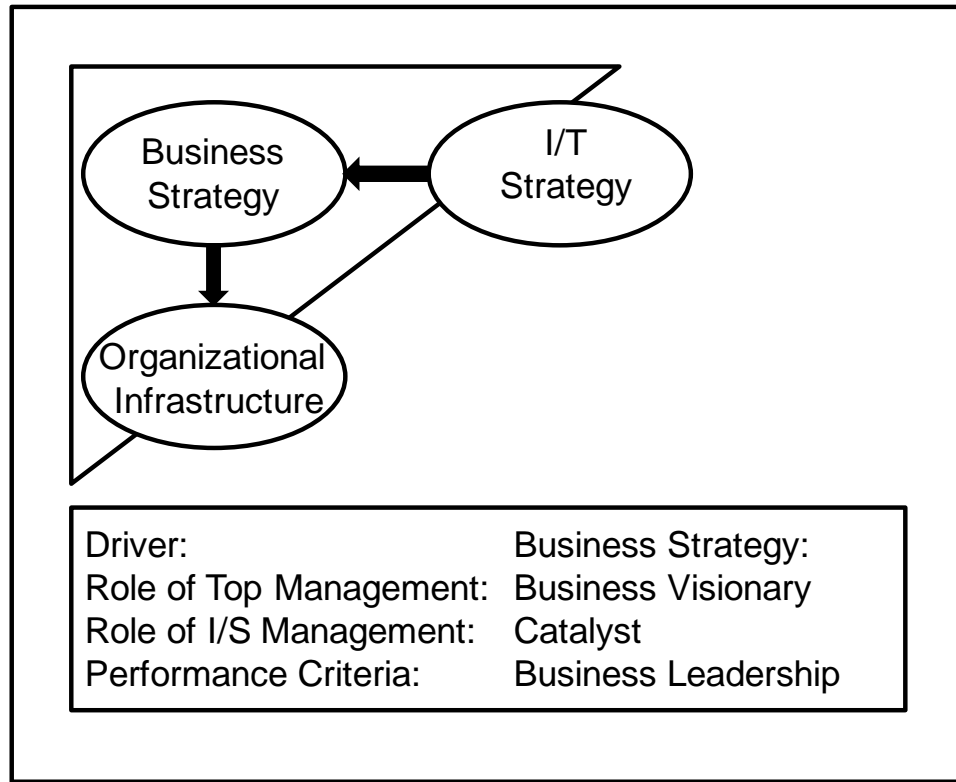 Business
Strategy
I/T
Strategy
Organizational
Infrastructure
Driver: Business Strategy:
Role of Top Management: Business Visionary
Role of I/S Management: Catalyst
Performance Criteria: Business Leadership